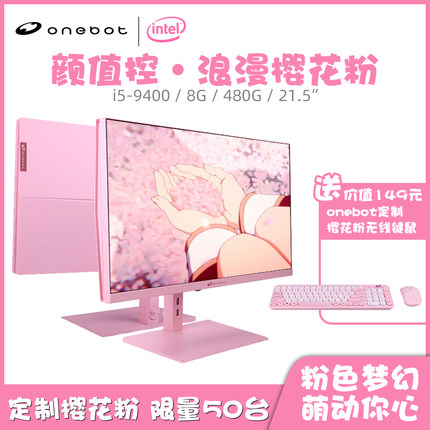 onebot intel
颜值控·浪漫樱花粉
i5-9400 / 8G / 480G / 21.5"
送 价值149元
onebot定制
樱花粉无线键鼠
定制樱花粉 限量50台
粉色梦幻
萌动你心